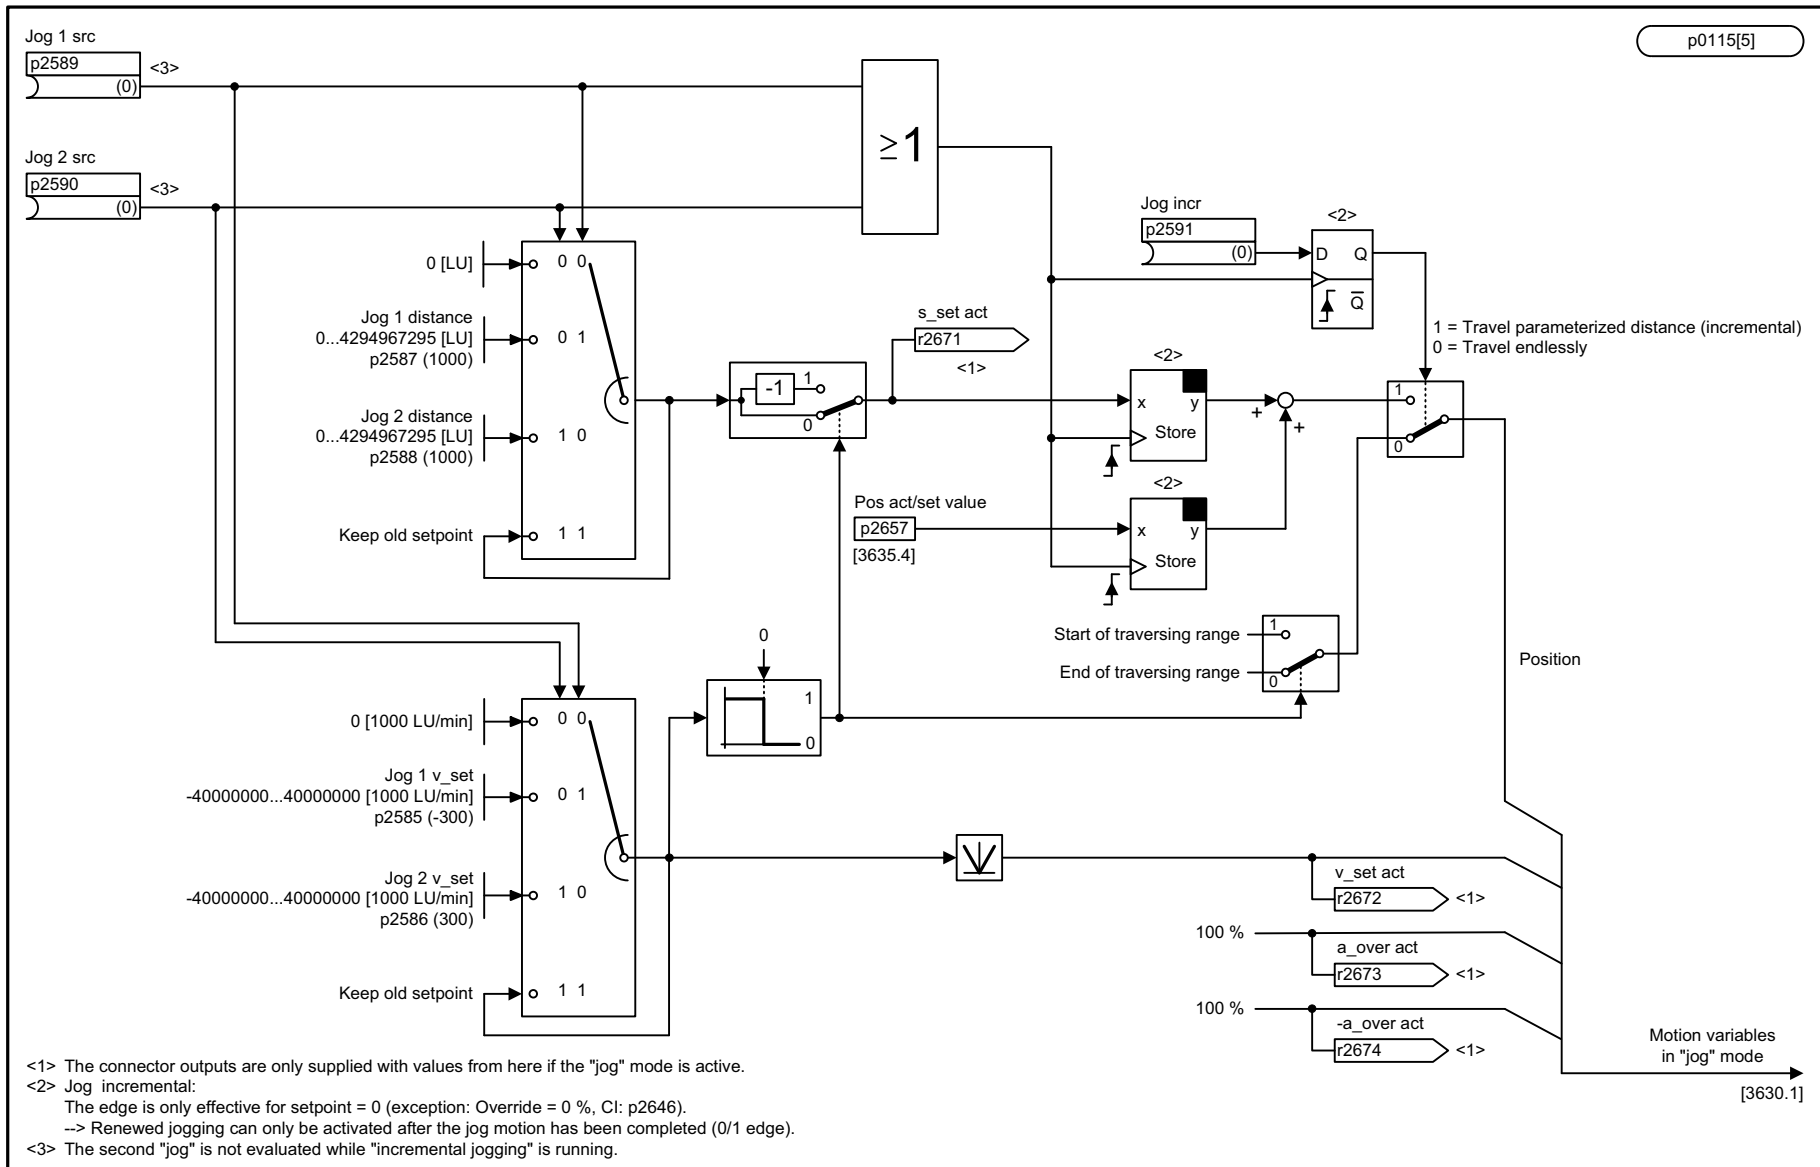 Jog 1 src
p2589
<3>
(0)
p0115[5]
Jog 2 src
p2590
<3>
(0)
≥1
Jog incr
p2591
(0)
<2>
D Q
Q̅
0 [LU]
0 0
Jog 1 distance
0...4294967295 [LU]
p2587 (1000)
0 1
Jog 2 distance
0...4294967295 [LU]
p2588 (1000)
1 0
Keep old setpoint
1 1
-1
1
0
s_set act
r2671
<1>
<2>
x y
Store
+
+
1 = Travel parameterized distance (incremental)
0 = Travel endlessly
1
0
Pos act/set value
p2657
[3635.4]
<2>
x y
Store
Start of traversing range
1
End of traversing range
0
Position
0
1
0
0 [1000 LU/min]
0 0
Jog 1 v_set
-40000000...40000000 [1000 LU/min]
p2585 (-300)
0 1
Jog 2 v_set
-40000000...40000000 [1000 LU/min]
p2586 (300)
1 0
Keep old setpoint
1 1
v_set act
r2672
<1>
100 %
a_over act
r2673
<1>
100 %
-a_over act
r2674
<1>
Motion variables
in "jog" mode
[3630.1]
<1> The connector outputs are only supplied with values from here if the "jog" mode is active.
<2> Jog incremental:
The edge is only effective for setpoint = 0 (exception: Override = 0 %, CI: p2646).
--> Renewed jogging can only be activated after the jog motion has been completed (0/1 edge).
<3> The second "jog" is not evaluated while "incremental jogging" is running.